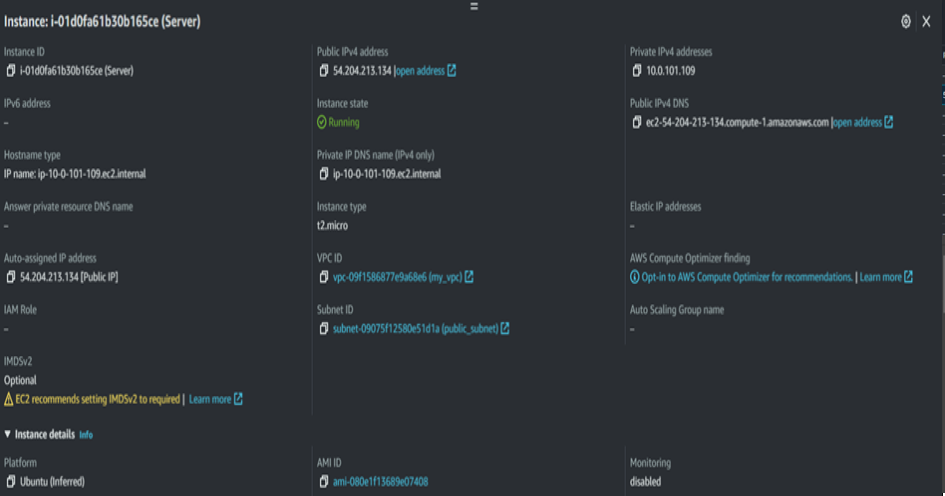 Instance: i-01d0fa61b30b165ce (Server)
Instance ID
i-01d0fa61b30b165ce (Server)
Public IPv4 address
54.204.213.134 |open address
Private IPv4 addresses
10.0.101.109
IPv6 address
–
Instance state
Running
Public IPv4 DNS
ec2-54-204-213-134.compute-1.amazonaws.com |open address
Hostname type
IP name: ip-10-0-101-109.ec2.internal
Private IP DNS name (IPv4 only)
ip-10-0-101-109.ec2.internal
Answer private resource DNS name
–
Instance type
t2.micro
Elastic IP addresses
–
Auto-assigned IP address
54.204.213.134 [Public IP]
VPC ID
vpc-09f1586877e9a68e6 (my_vpc)
AWS Compute Optimizer finding
Opt-in to AWS Compute Optimizer for recommendations. | Learn more
IAM Role
–
Subnet ID
subnet-09075f12580e51d1a (public_subnet)
Auto Scaling Group name
–
IMDSv2
Optional
EC2 recommends setting IMDSv2 to required | Learn more
Instance details Info
Platform
Ubuntu (Inferred)
AMI ID
ami-080e1f13689e07408
Monitoring
disabled